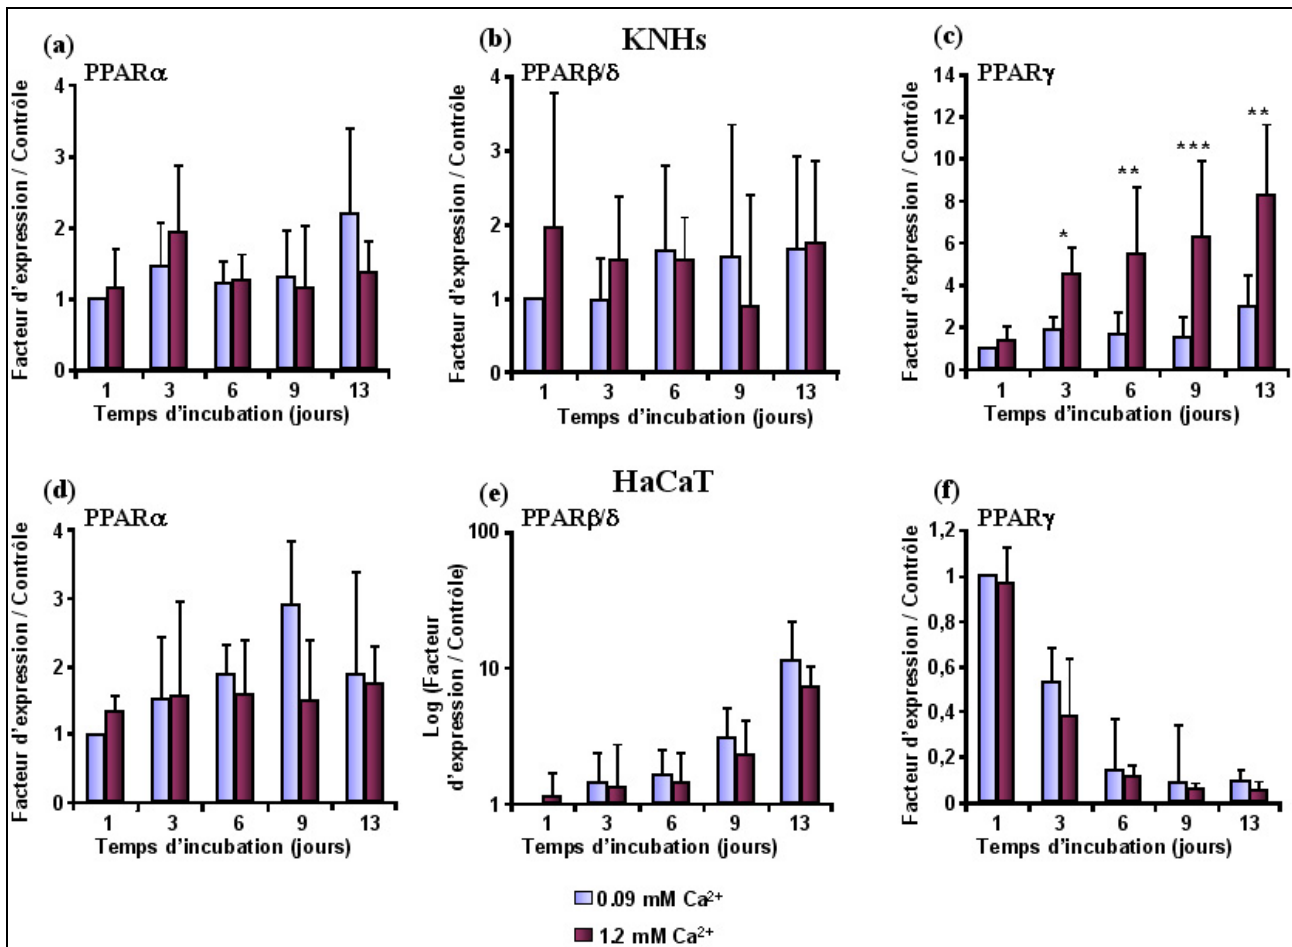 KNHs
(a)
PPARα
Facteur d'expression / Contrôle
4
3
2
1
0
1 3 6 9 13
Temps d'incubation (jours)
(b)
PPARβ/δ
Facteur d'expression / Contrôle
4
3
2
1
0
1 3 6 9 13
Temps d'incubation (jours)
(c)
PPARγ
Facteur d'expression / Contrôle
14
12
10
8
6
4
2
0
*
**
***
**
1 3 6 9 13
Temps d'incubation (jours)
HaCaT
(d)
PPARα
Facteur d'expression / Contrôle
4
3
2
1
0
1 3 6 9 13
Temps d'incubation (jours)
(e)
PPARβ/δ
Log (Facteur
d'expression / Contrôle)
100
10
1
1 3 6 9 13
Temps d'incubation (jours)
(f)
PPARγ
Facteur d'expression / Contrôle
1,2
1
0,8
0,6
0,4
0,2
0
1 3 6 9 13
Temps d'incubation (jours)
0.09 mM Ca²⁺
1.2 mM Ca²⁺